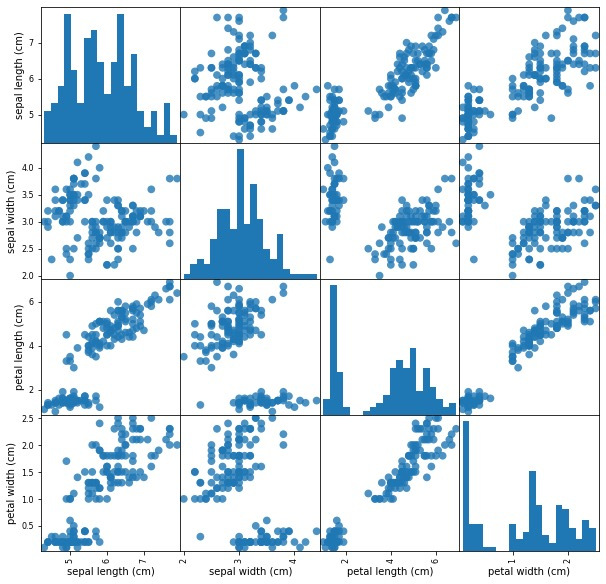 sepal length (cm)
7
6
5
sepal width (cm)
4.0
3.5
3.0
2.5
2.0
petal length (cm)
6
4
2
petal width (cm)
2.5
2.0
1.5
1.0
0.5
5 6 7 2 3 4 2 4 6 1 2
sepal length (cm) sepal width (cm) petal length (cm) petal width (cm)